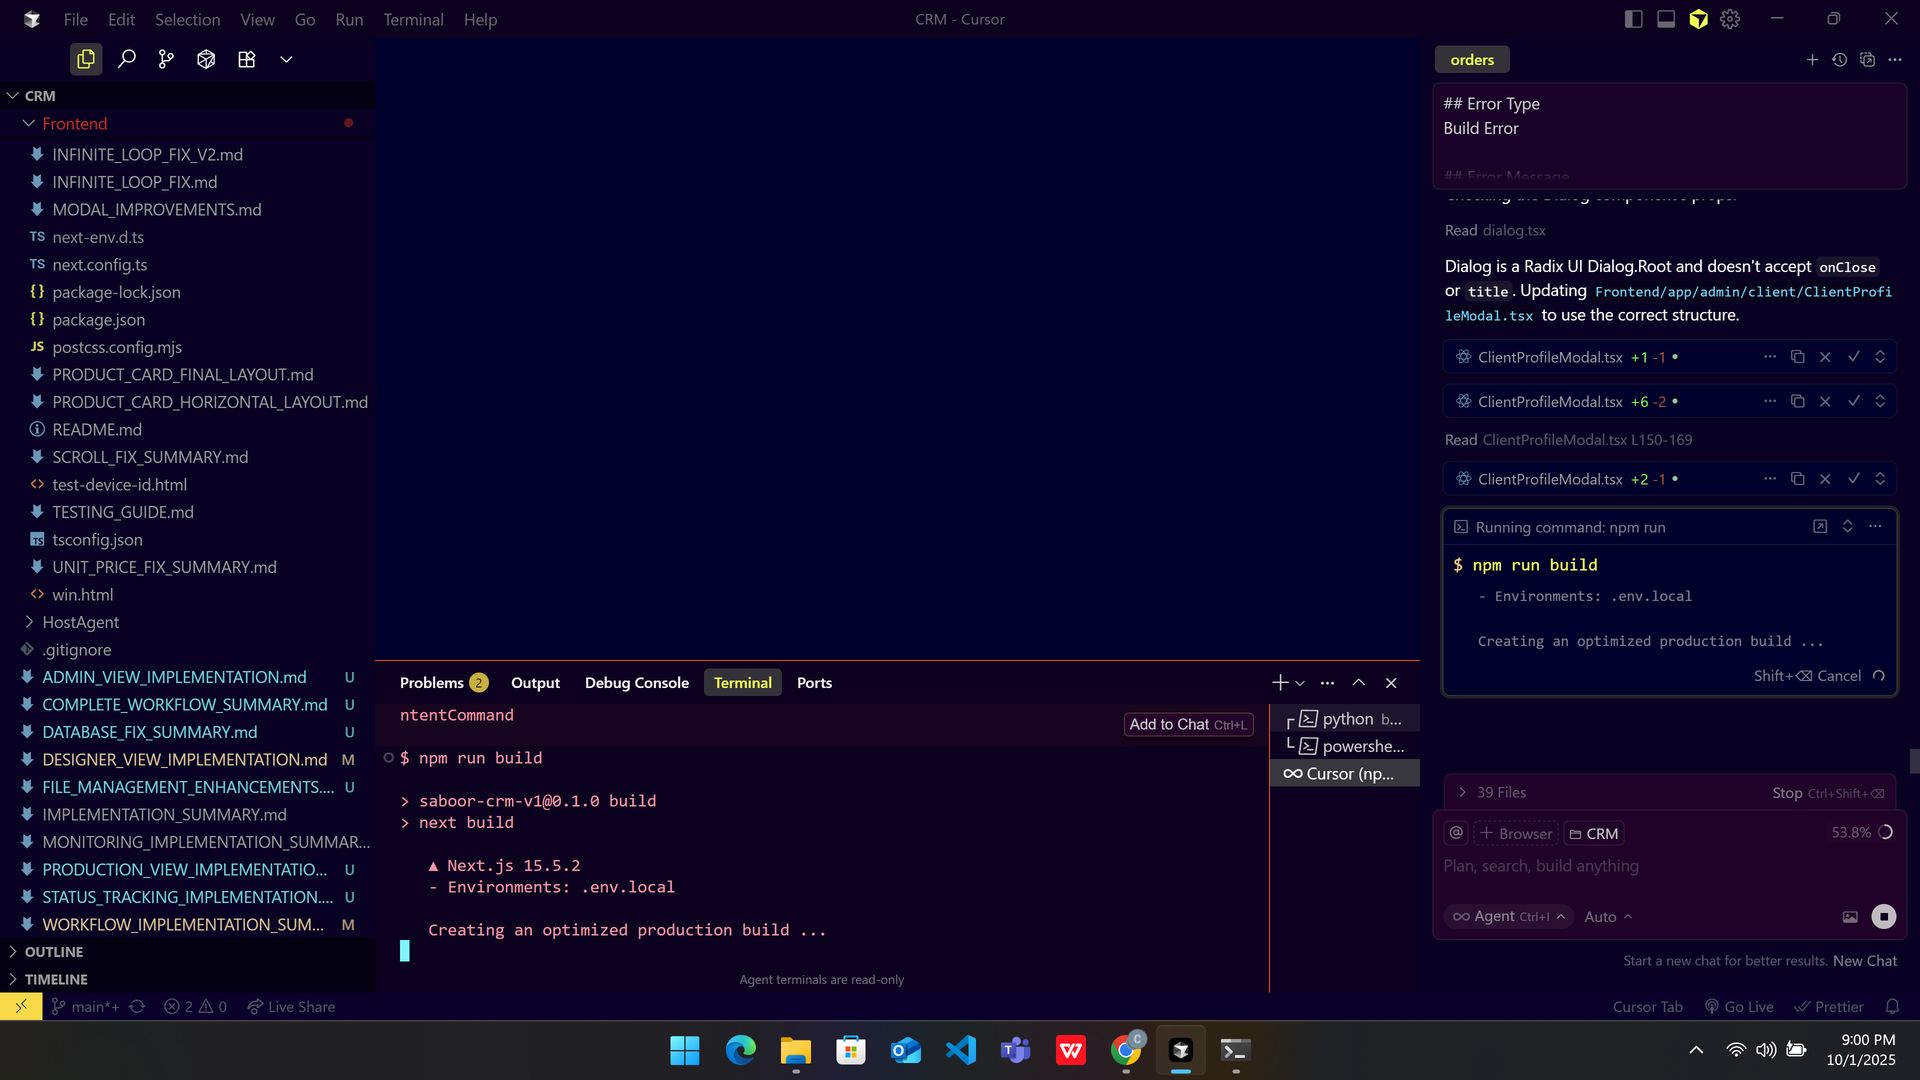 File Edit Selection View Go Run Terminal Help
CRM - Cursor
CRM
Frontend
INFINITE_LOOP_FIX_V2.md
INFINITE_LOOP_FIX.md
MODAL_IMPROVEMENTS.md
TS next-env.d.ts
TS next.config.ts
{} package-lock.json
{} package.json
JS postcss.config.mjs
PRODUCT_CARD_FINAL_LAYOUT.md
PRODUCT_CARD_HORIZONTAL_LAYOUT.md
README.md
SCROLL_FIX_SUMMARY.md
<> test-device-id.html
TESTING_GUIDE.md
TS tsconfig.json
UNIT_PRICE_FIX_SUMMARY.md
<> win.html
HostAgent
.gitignore
ADMIN_VIEW_IMPLEMENTATION.md U
COMPLETE_WORKFLOW_SUMMARY.md U
DATABASE_FIX_SUMMARY.md U
DESIGNER_VIEW_IMPLEMENTATION.md M
FILE_MANAGEMENT_ENHANCEMENTS.... U
IMPLEMENTATION_SUMMARY.md
MONITORING_IMPLEMENTATION_SUMMAR...
PRODUCTION_VIEW_IMPLEMENTATIO... U
STATUS_TRACKING_IMPLEMENTATION.... U
WORKFLOW_IMPLEMENTATION_SUM... M
OUTLINE
TIMELINE
Problems 2 Output Debug Console Terminal Ports
ntentCommand
Add to Chat Ctrl+L
$ npm run build
> saboor-crm-v1@0.1.0 build
> next build
▲ Next.js 15.5.2
- Environments: .env.local
Creating an optimized production build ...
Agent terminals are read-only
python b...
powershe...
Cursor (np...
orders
## Error Type
Build Error
## Error Message
Checking the Dialog component's props.
Read dialog.tsx
Dialog is a Radix UI Dialog.Root and doesn't accept onClose
or title. Updating Frontend/app/admin/client/ClientProfi
leModal.tsx to use the correct structure.
ClientProfileModal.tsx +1 -1 •
ClientProfileModal.tsx +6 -2 •
Read ClientProfileModal.tsx L150-169
ClientProfileModal.tsx +2 -1 •
Running command: npm run
$ npm run build
- Environments: .env.local
Creating an optimized production build ...
Shift+⌫ Cancel
39 Files Stop Ctrl+Shift+⌫
@ + Browser CRM 53.8%
Plan, search, build anything
Agent Ctrl+I Auto
Start a new chat for better results. New Chat
main*+ 2 0 Live Share
Cursor Tab Go Live Prettier
C
9:00 PM
10/1/2025